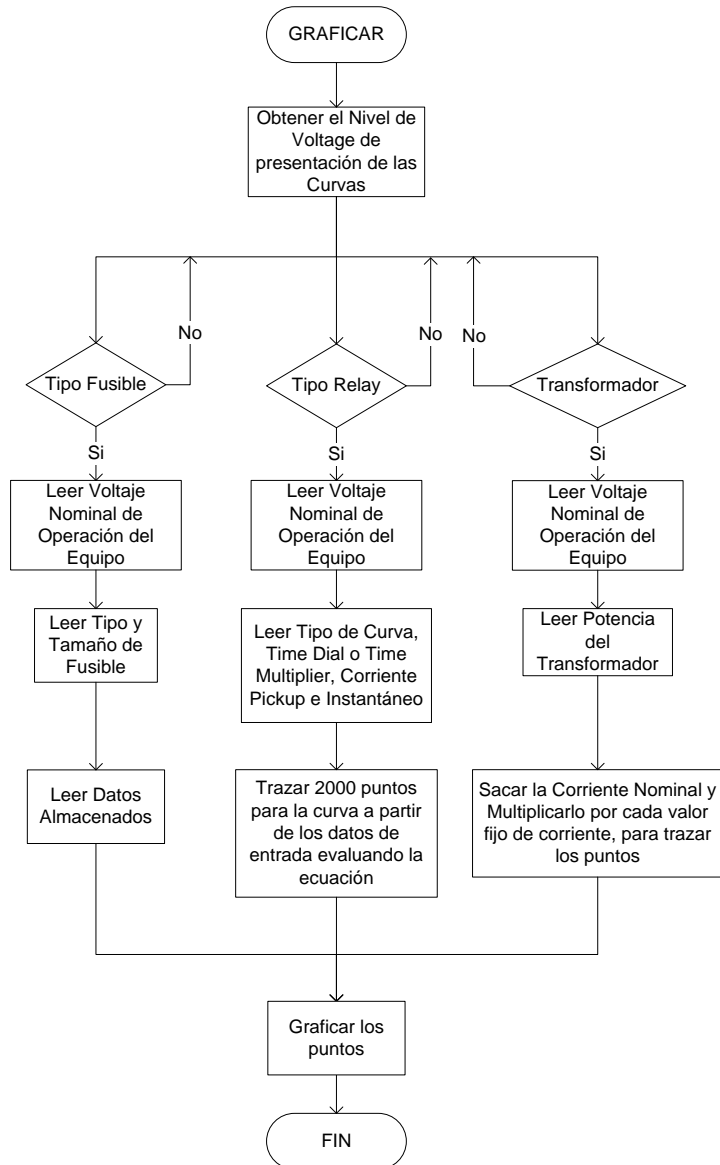 GRAFICAR
Obtener el Nivel de
Voltage de
presentación de las
Curvas
No
No
No
Tipo Fusible
Tipo Relay
Transformador
Si
Si
Si
Leer Voltaje
Nominal de
Operación del
Equipo
Leer Voltaje
Nominal de
Operación del
Equipo
Leer Voltaje
Nominal de
Operación del
Equipo
Leer Tipo y
Tamaño de
Fusible
Leer Tipo de Curva,
Time Dial o Time
Multiplier, Corriente
Pickup e Instantáneo
Leer Potencia
del
Transformador
Leer Datos
Almacenados
Trazar 2000 puntos
para la curva a partir
de los datos de
entrada evaluando la
ecuación
Sacar la Corriente Nominal y
Multiplicarlo por cada valor
fijo de corriente, para trazar
los puntos
Graficar los
puntos
FIN